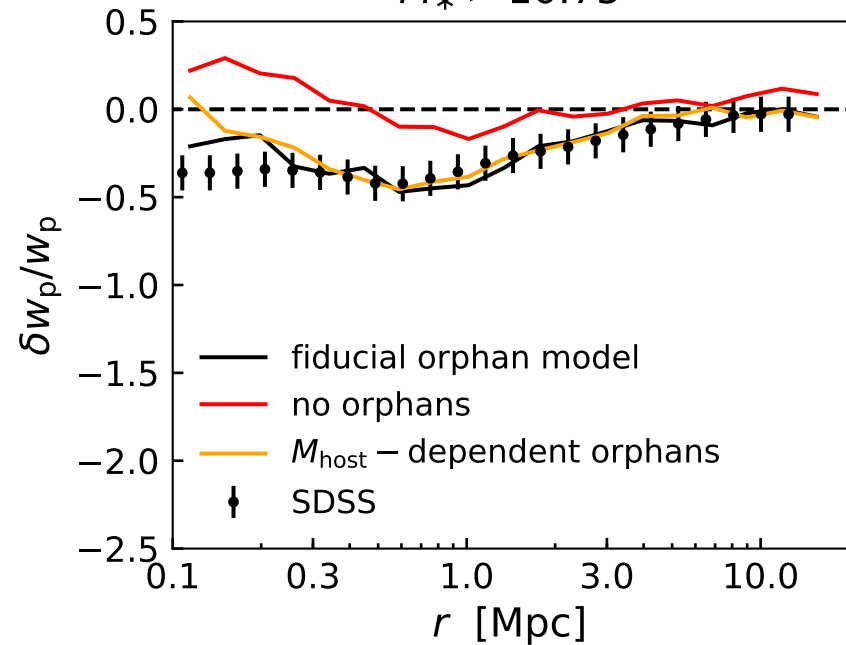 0.5
0.0
−0.5
−1.0
−1.5
−2.0
−2.5
δw_p/w_p
fiducial orphan model
no orphans
M_host − dependent orphans
SDSS
0.1 0.3 1.0 3.0 10.0
r [Mpc]